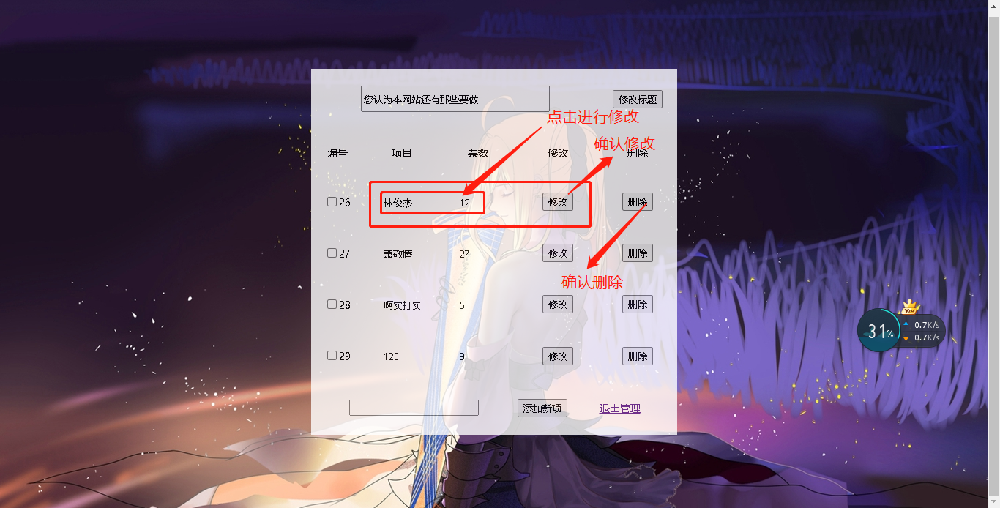 您认为本网站还有那些要做
修改标题
点击进行修改
确认修改
编号 项目 票数 修改 删除
26 林俊杰 12 修改 删除
27 萧敬腾 27 修改 删除
确认删除
28 啊实打实 5 修改 删除
29 123 9 修改 删除
添加新项 退出管理
VIP
31% 0.7K/s
0.7K/s